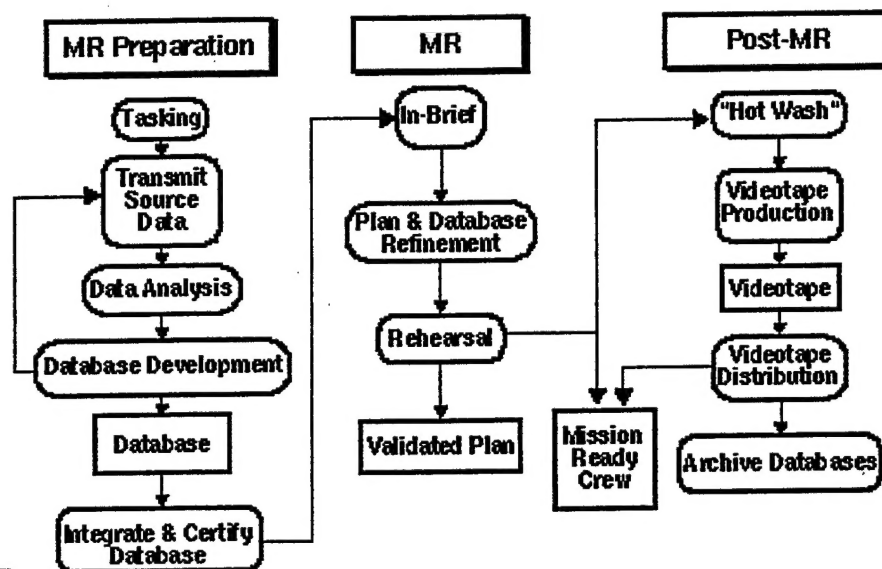 MR Preparation
Tasking
Transmit
Source
Data
Data Analysis
Database Development
Database
Integrate & Certify
Database
MR
In-Brief
Plan & Database
Refinement
Rehearsal
Validated Plan
Mission
Ready
Crew
Post-MR
"Hot Wash"
Videotape
Production
Videotape
Videotape
Distribution
Archive Databases